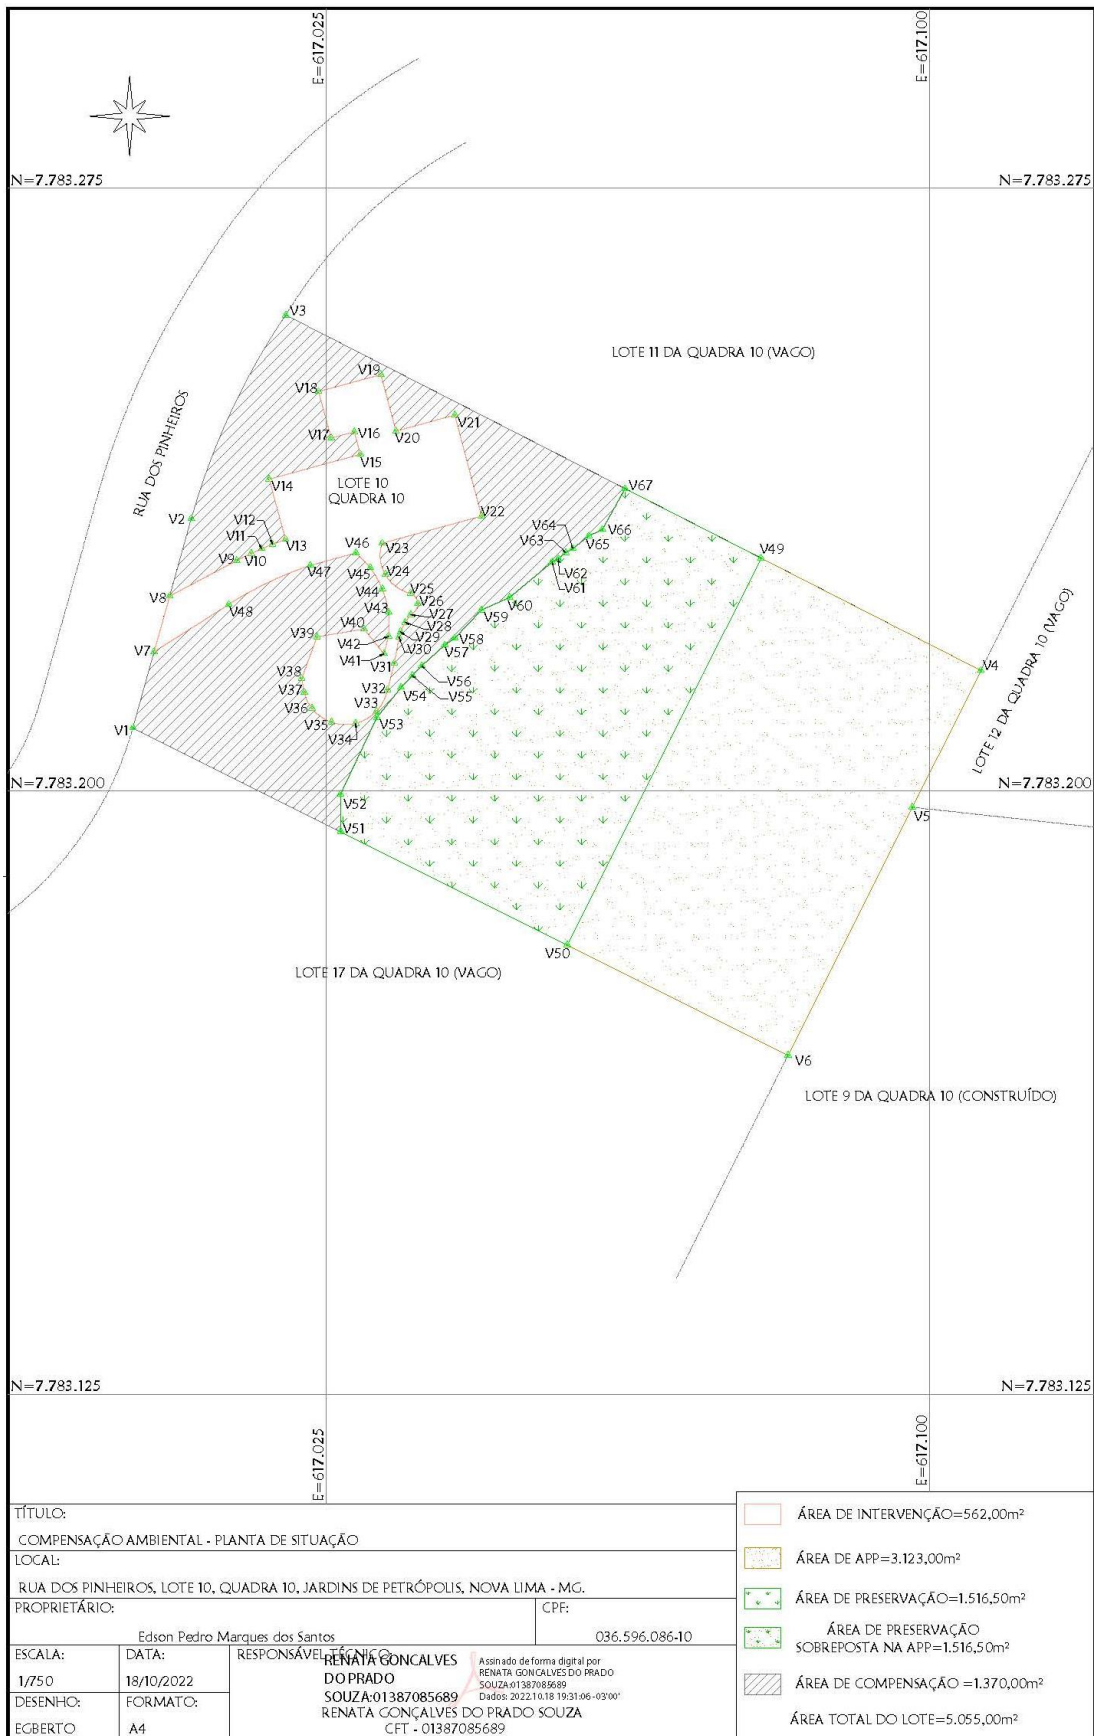 E=617.025
E=617.100
N=7.783.275
N=7.783.275
V3
LOTE 11 DA QUADRA 10 (VAGO)
V19
V18
RUA DOS PINHEIROS
V21
V16
V20
V17
V15
LOTE 10
QUADRA 10
V14
V67
V2
V22
V12
V64
V66
V11
V13
V65
V63
V46
V23
V9
V10
V62
V49
V47
V45
V24
V61
V44
V25
V8
V48
V26
V60
V43
V27
V59
V40
V28
V39
V42
V29
V58
V30
V57
V7
V41
V31
V56
V4
V38
V37
V32
V54
V55
V36
V33
V53
V35
V34
V1
LOTE 12 DA QUADRA 10 (VAGO)
N=7.783.200
N=7.783.200
V52
V5
V51
V50
LOTE 17 DA QUADRA 10 (VAGO)
V6
LOTE 9 DA QUADRA 10 (CONSTRUÍDO)
N=7.783.125
N=7.783.125
E=617.025
E=617.100
TÍTULO:
COMPENSAÇÃO AMBIENTAL - PLANTA DE SITUAÇÃO
LOCAL:
RUA DOS PINHEIROS, LOTE 10, QUADRA 10, JARDINS DE PETRÓPOLIS, NOVA LIMA - MG.
PROPRIETÁRIO:
Edson Pedro Marques dos Santos
CPF:
036.596.086-10
ESCALA:
1/750
DATA:
18/10/2022
DESENHO:
EGBERTO
FORMATO:
A4
RESPONSÁVEL TÉCNICO:
RENATA GONCALVES
DO PRADO
SOUZA:01387085689
Assinado de forma digital por
RENATA GONCALVES DO PRADO
SOUZA:01387085689
Dados: 2022.10.18 19:31:06 -03'00'
RENATA GONÇALVES DO PRADO SOUZA
CFT - 01387085689
ÁREA DE INTERVENÇÃO=562,00m²
ÁREA DE APP=3.123,00m²
ÁREA DE PRESERVAÇÃO=1.516,50m²
ÁREA DE PRESERVAÇÃO
SOBREPOSTA NA APP=1.516,50m²
ÁREA DE COMPENSAÇÃO =1.370,00m²
ÁREA TOTAL DO LOTE=5.055,00m²